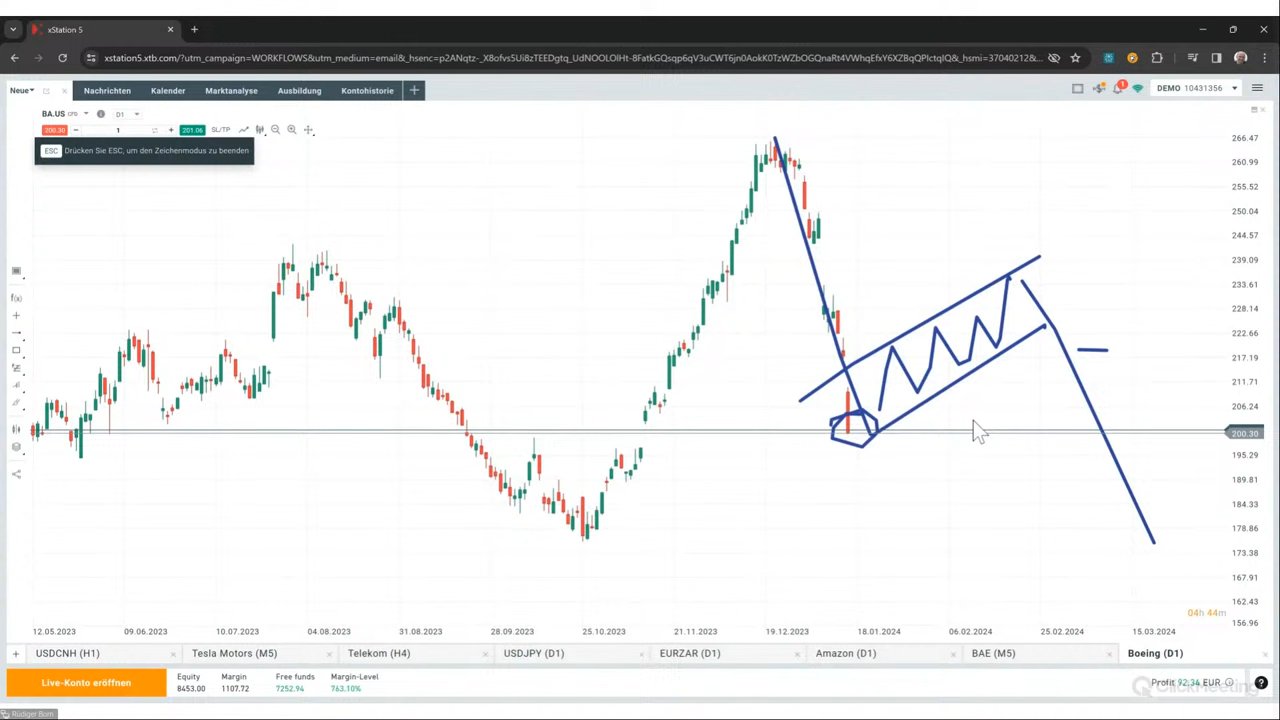 xStation 5
xstation5.xtb.com/?utm_campaign=WORKFLOWS&utm_medium=email&_hsenc=p2ANqtz-_X8ofvs5Ui8zTEEDgtq_UdNOOLOlHt-8FatkGQsqp6qV3uCWT6jn0AokK0TzWZbOGQnaRt4VWhqEfxY6XZBqQPlctqIQ&_hsmi=37040212&
Neue Nachrichten Kalender Marktanalyse Ausbildung Kontohistorie DEMO 10431356
BA.US CFD D1
200.30 1 201.06 SL/TP
ESC Drücken Sie ESC, um den Zeichenmodus zu beenden
266.47
260.99
255.52
250.04
244.57
239.09
233.61
228.14
222.66
217.19
211.71
206.24
200.30
195.29
189.81
184.33
178.86
173.38
167.91
162.43
156.96
04h 44m
12.05.2023 09.06.2023 10.07.2023 04.08.2023 31.08.2023 28.09.2023 25.10.2023 21.11.2023 19.12.2023 18.01.2024 06.02.2024 25.02.2024 15.03.2024
USDCNH (H1) Tesla Motors (M5) Telekom (H4) USDJPY (D1) EURZAR (D1) Amazon (D1) BAE (M5) Boeing (D1)
Live-Konto eröffnen
Equity Margin Free funds Margin-Level
8453.00 1107.72 7252.94 763.10%
Profit 92.34 EUR
ClickMeeting
Rüdiger Born